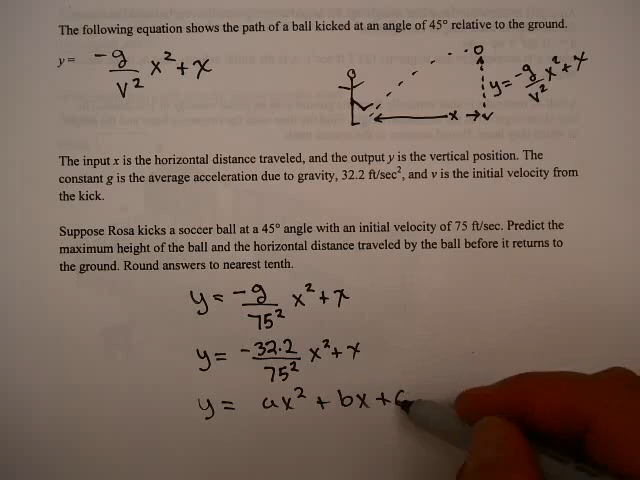 The following equation shows the path of a ball kicked at an angle of 45° relative to the ground.
y = -g/v² x² + x
y = -g/v² x² + x
x
The input x is the horizontal distance traveled, and the output y is the vertical position. The
constant g is the average acceleration due to gravity, 32.2 ft/sec², and v is the initial velocity from
the kick.
Suppose Rosa kicks a soccer ball at a 45° angle with an initial velocity of 75 ft/sec. Predict the
maximum height of the ball and the horizontal distance traveled by the ball before it returns to
the ground. Round answers to nearest tenth.
y = -g/75² x² + x
y = -32.2/75² x² + x
y = ax² + bx + c